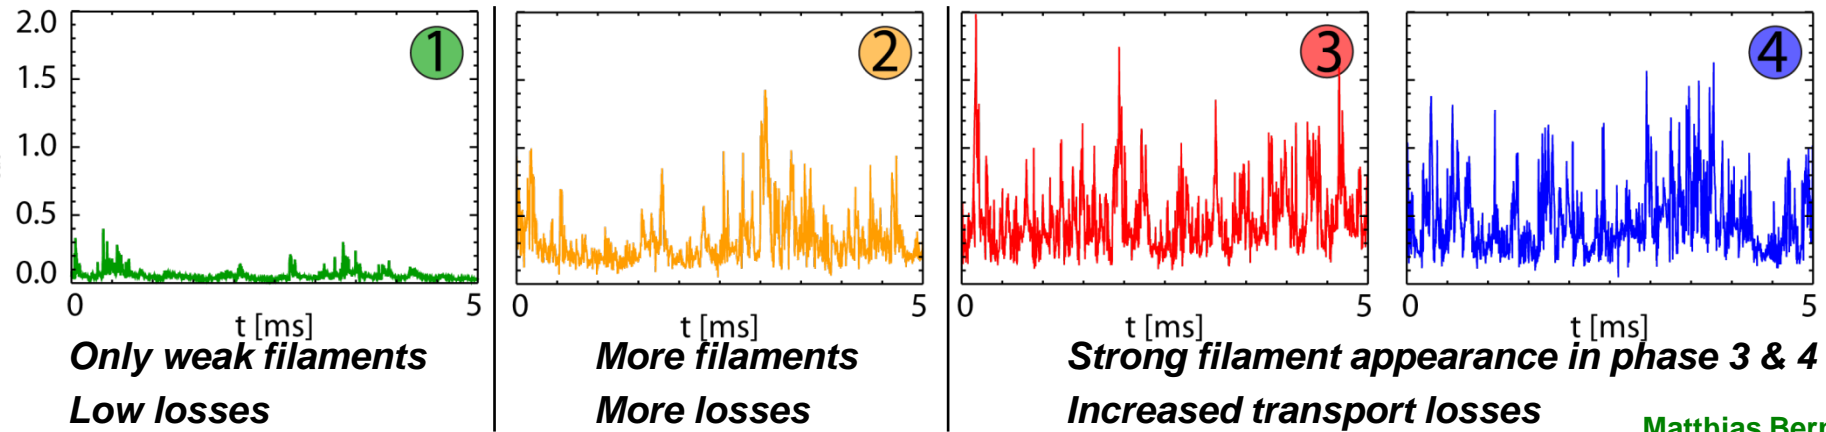 2.0
1.5
1.0
0.5
0.0
1
2
3
4
0 5
0 5
0 5
0 5
t [ms]
t [ms]
t [ms]
t [ms]
Only weak filaments
Low losses
More filaments
More losses
Strong filament appearance in phase 3 & 4
Increased transport losses
Matthias